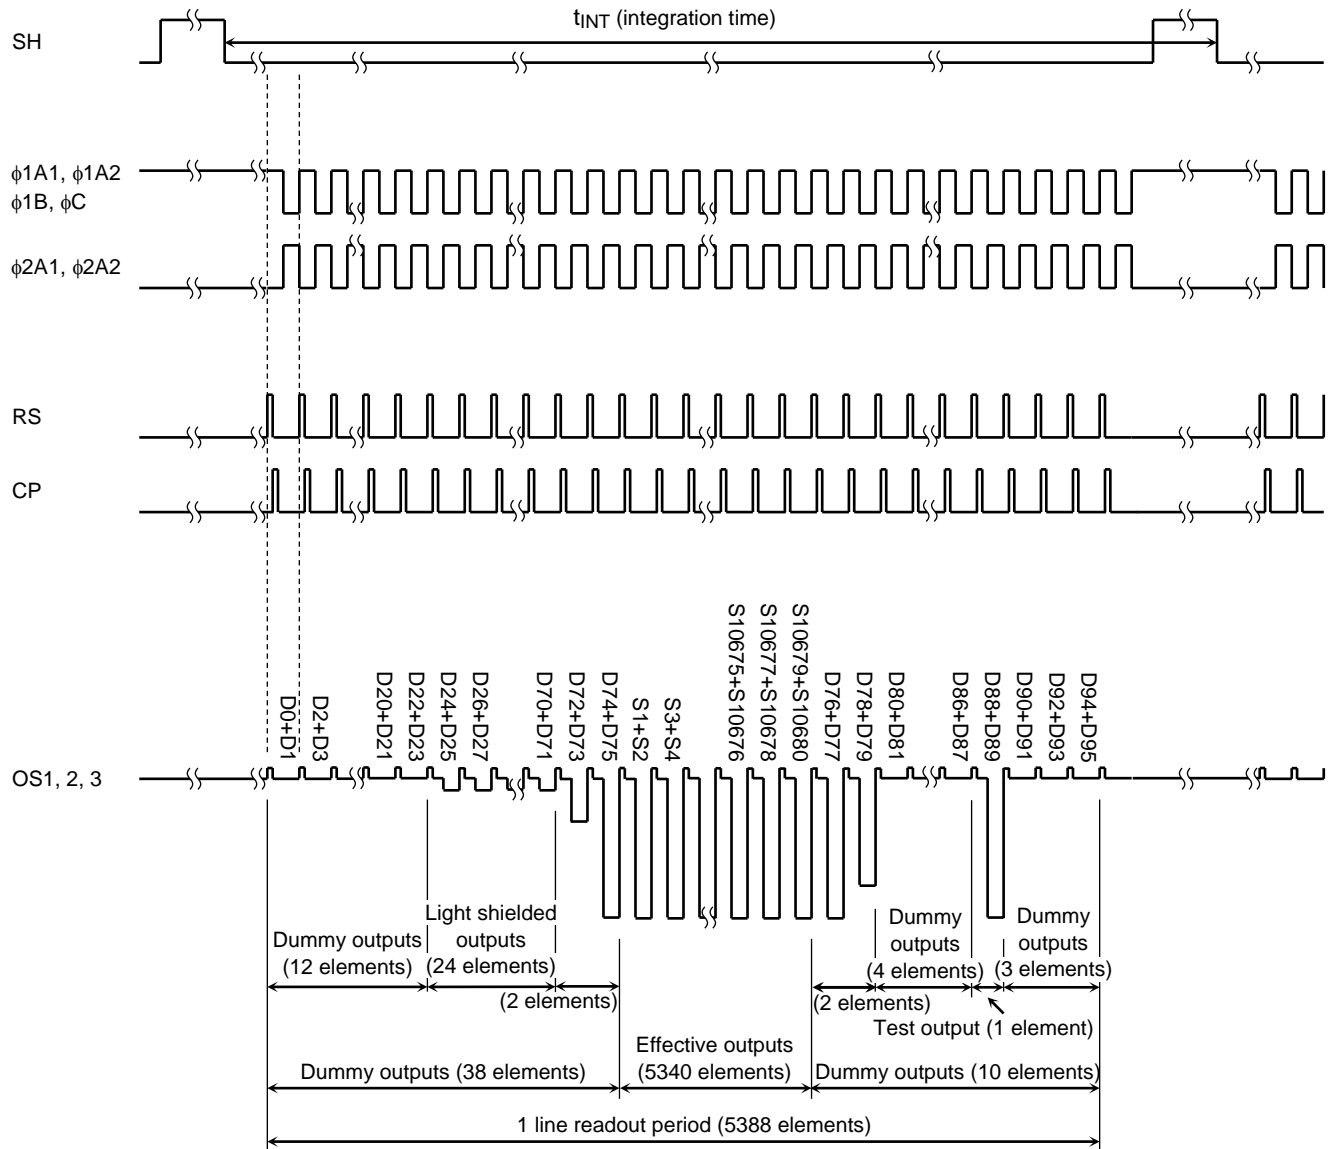 tINT (integration time)
SH
ϕ1A1, ϕ1A2
ϕ1B, ϕC
ϕ2A1, ϕ2A2
RS
CP
D0+D1
D2+D3
D20+D21
D22+D23
D24+D25
D26+D27
D70+D71
D72+D73
D74+D75
S1+S2
S3+S4
S10675+S10676
S10677+S10678
S10679+S10680
D76+D77
D78+D79
D80+D81
D86+D87
D88+D89
D90+D91
D92+D93
D94+D95
OS1, 2, 3
Dummy outputs
(12 elements)
Light shielded
outputs
(24 elements)
(2 elements)
(2 elements)
Dummy
outputs
(4 elements)
Test output (1 element)
Dummy
outputs
(3 elements)
Dummy outputs (38 elements)
Effective outputs
(5340 elements)
Dummy outputs (10 elements)
1 line readout period (5388 elements)